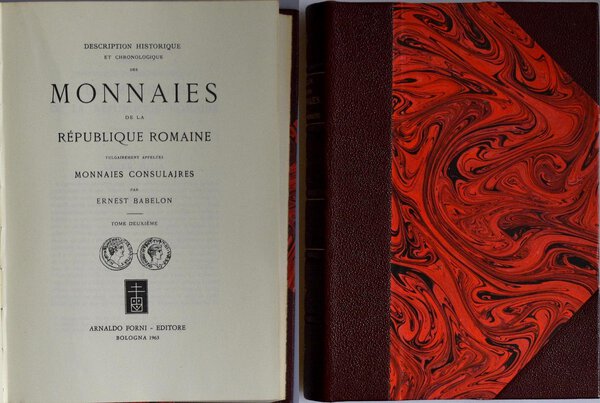 DESCRIPTION HISTORIQUE
ET CHRONOLOGIQUE
DES
MONNAIES
DE LA
RÉPUBLIQUE ROMAINE
VULGAIREMENT APPELÉES
MONNAIES CONSULAIRES
PAR
ERNEST BABELON
TOME DEUXIÈME
ARNALDO FORNI - EDITORE
BOLOGNA 1963